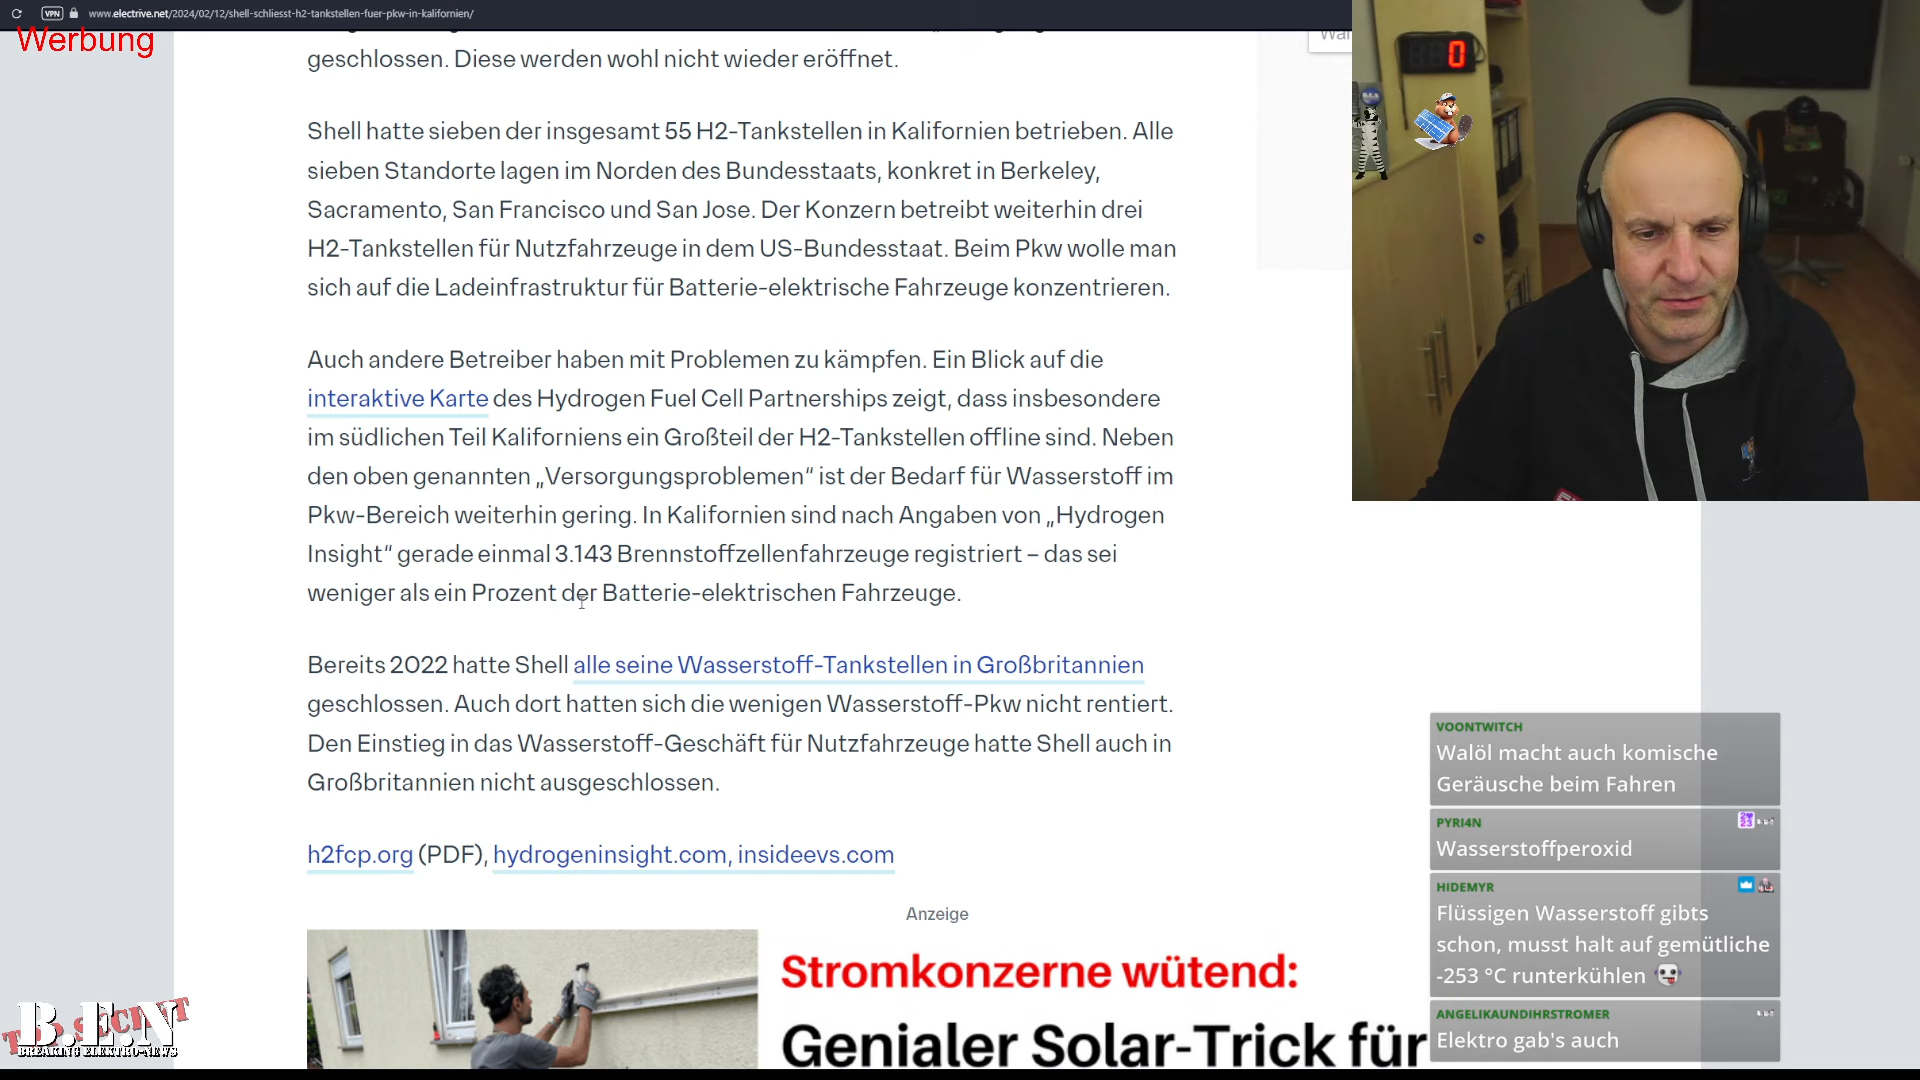 VPN
www.electrive.net/2024/02/12/shell-schliesst-h2-tankstellen-fuer-pkw-in-kalifornien/
Werbung
geschlossen. Diese werden wohl nicht wieder eröffnet.
Shell hatte sieben der insgesamt 55 H2-Tankstellen in Kalifornien betrieben. Alle
sieben Standorte lagen im Norden des Bundesstaats, konkret in Berkeley,
Sacramento, San Francisco und San Jose. Der Konzern betreibt weiterhin drei
H2-Tankstellen für Nutzfahrzeuge in dem US-Bundesstaat. Beim Pkw wolle man
sich auf die Ladeinfrastruktur für Batterie-elektrische Fahrzeuge konzentrieren.
Auch andere Betreiber haben mit Problemen zu kämpfen. Ein Blick auf die
interaktive Karte des Hydrogen Fuel Cell Partnerships zeigt, dass insbesondere
im südlichen Teil Kaliforniens ein Großteil der H2-Tankstellen offline sind. Neben
den oben genannten „Versorgungsproblemen“ ist der Bedarf für Wasserstoff im
Pkw-Bereich weiterhin gering. In Kalifornien sind nach Angaben von „Hydrogen
Insight“ gerade einmal 3.143 Brennstoffzellenfahrzeuge registriert – das sei
weniger als ein Prozent der Batterie-elektrischen Fahrzeuge.
Bereits 2022 hatte Shell alle seine Wasserstoff-Tankstellen in Großbritannien
geschlossen. Auch dort hatten sich die wenigen Wasserstoff-Pkw nicht rentiert.
Den Einstieg in das Wasserstoff-Geschäft für Nutzfahrzeuge hatte Shell auch in
Großbritannien nicht ausgeschlossen.
h2fcp.org (PDF), hydrogeninsight.com, insideevs.com
Anzeige
Stromkonzerne wütend:
Genialer Solar-Trick für
0
VOONTWITCH
Walöl macht auch komische
Geräusche beim Fahren
PYRI4N
Wasserstoffperoxid
HIDEMYR
Flüssigen Wasserstoff gibts
schon, musst halt auf gemütliche
-253 °C runterkühlen
ANGELIKAUNDIHRSTROMER
Elektro gab's auch
TOP SECRET
B.E.N
BREAKING ELEKTRO-NEWS